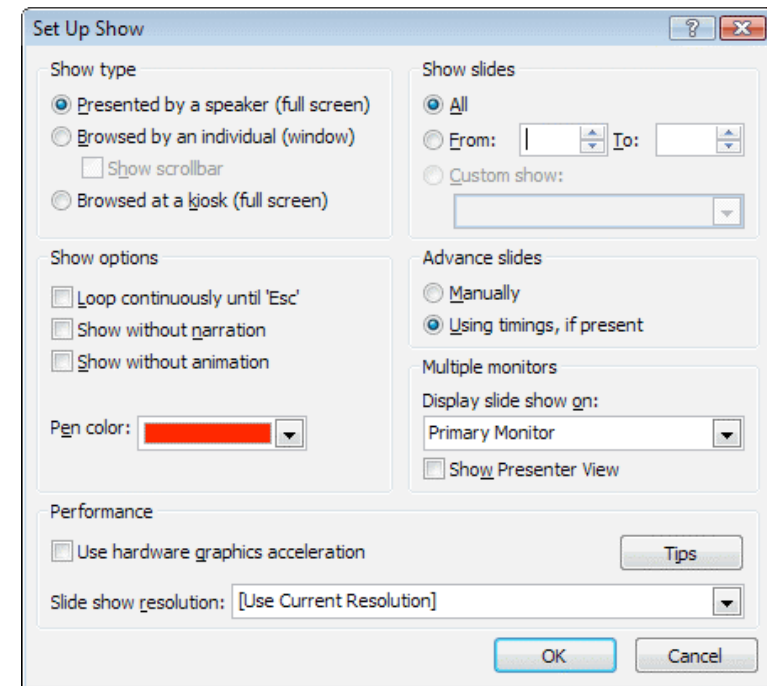 Set Up Show
Show type
Presented by a speaker (full screen)
Browsed by an individual (window)
Show scrollbar
Browsed at a kiosk (full screen)
Show slides
All
From: To:
Custom show:
Show options
Loop continuously until 'Esc'
Show without narration
Show without animation
Pen color:
Advance slides
Manually
Using timings, if present
Multiple monitors
Display slide show on:
Primary Monitor
Show Presenter View
Performance
Use hardware graphics acceleration
Tips
Slide show resolution: [Use Current Resolution]
OK Cancel